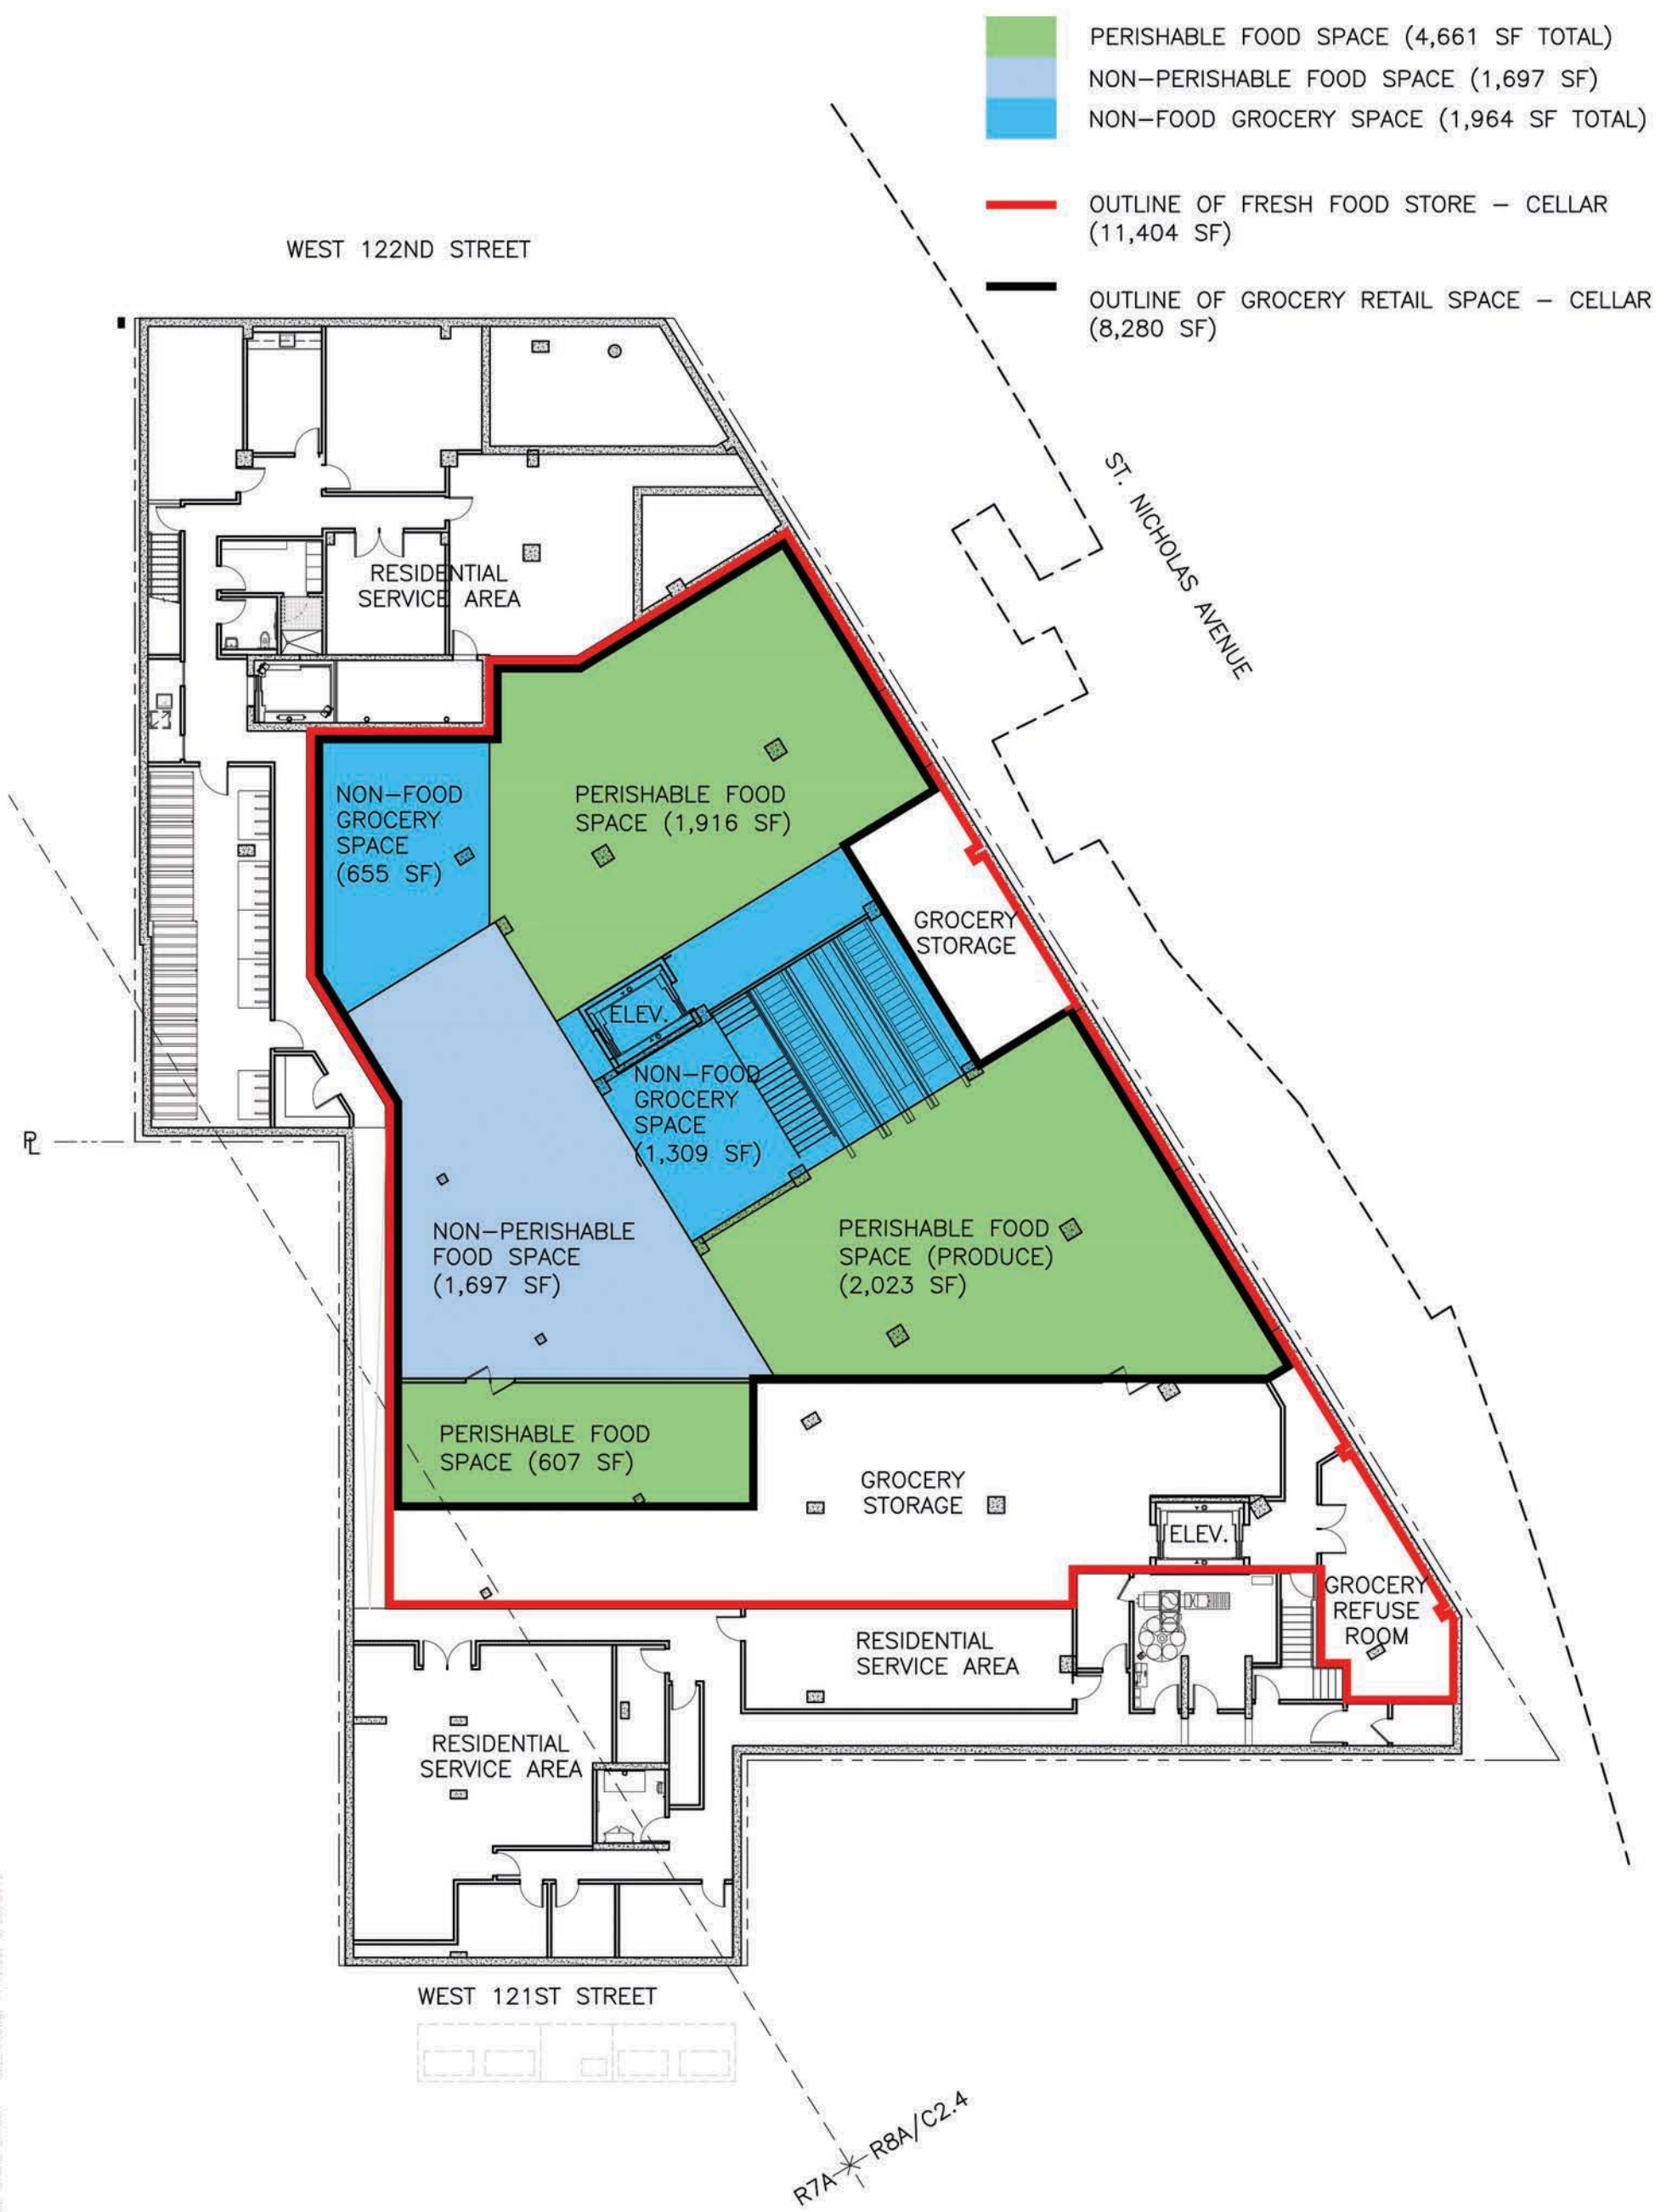 PERISHABLE FOOD SPACE (4,661 SF TOTAL)
NON-PERISHABLE FOOD SPACE (1,697 SF)
NON-FOOD GROCERY SPACE (1,964 SF TOTAL)
OUTLINE OF FRESH FOOD STORE - CELLAR
(11,404 SF)
OUTLINE OF GROCERY RETAIL SPACE - CELLAR
(8,280 SF)
WEST 122ND STREET
ST. NICHOLAS AVENUE
RESIDENTIAL
SERVICE AREA
NON-FOOD
GROCERY
SPACE
(655 SF)
PERISHABLE FOOD
SPACE (1,916 SF)
GROCERY
STORAGE
ELEV.
NON-FOOD
GROCERY
SPACE
(1,309 SF)
PL
NON-PERISHABLE
FOOD SPACE
(1,697 SF)
PERISHABLE FOOD
SPACE (PRODUCE)
(2,023 SF)
PERISHABLE FOOD
SPACE (607 SF)
GROCERY
STORAGE
ELEV.
GROCERY
REFUSE
ROOM
RESIDENTIAL
SERVICE AREA
RESIDENTIAL
SERVICE AREA
WEST 121ST STREET
R7A
R8A/C2.4